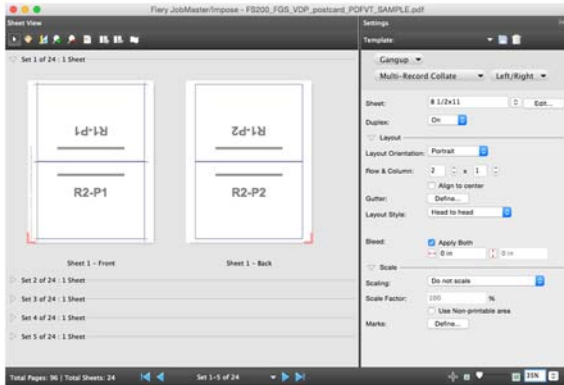 Fiery JobMaster/Impose - FS200_FGS_VDP_postcard_PDFVT_SAMPLE.pdf
Sheet View
Settings
Template:
Set 1 of 24 : 1 Sheet
R1-P1
R1-P2
R2-P1
R2-P2
Sheet 1 - Front
Sheet 1 - Back
Set 2 of 24 : 1 Sheet
Set 3 of 24 : 1 Sheet
Set 4 of 24 : 1 Sheet
Set 5 of 24 : 1 Sheet
Total Pages: 96 | Total Sheets: 24
Set 1-5 of 24
Gangup
Multi-Record Collate
Left/Right
Sheet:
8 1/2x11
Edit...
Duplex:
On
Layout
Layout Orientation:
Portrait
Row & Column:
2 x 1
Align to center
Gutter:
Define...
Layout Style:
Head to head
Bleed:
Apply Both
0 in
0 in
Scale
Scaling:
Do not scale
Scale Factor:
100 %
Use Non-printable area
Marks:
Define...
35%